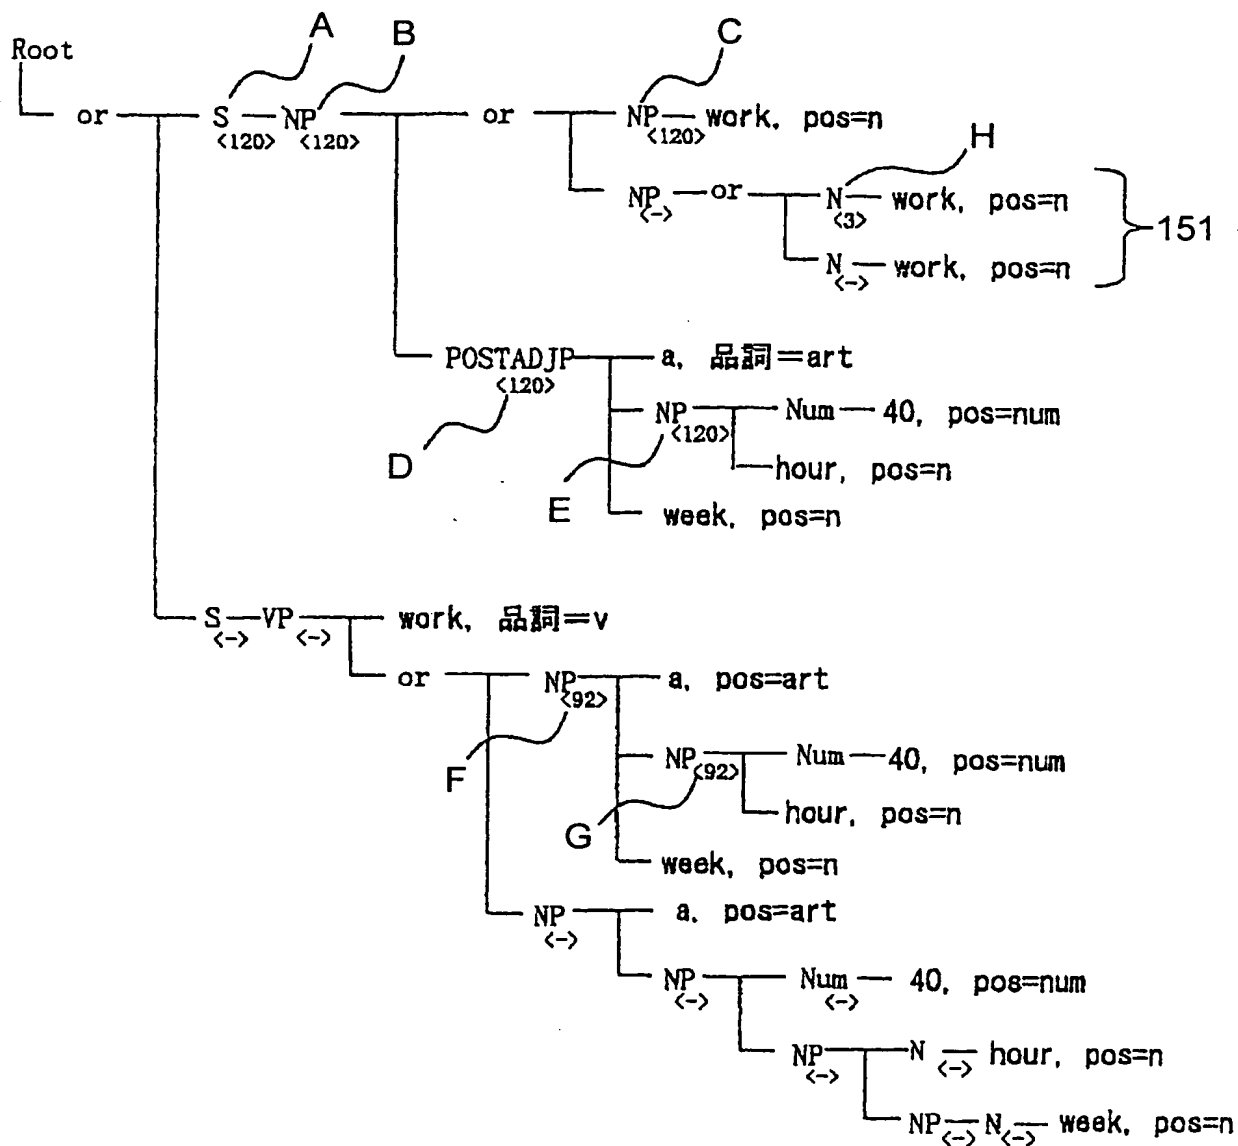 A
B
C
Root
or
S
<120>
NP
<120>
or
NP
<120>
work, pos=n
H
NP
<->
or
N
<3>
work, pos=n
151
N
<->
work, pos=n
POSTADJP
<120>
a, 品詞=art
NP
<120>
Num
40, pos=num
D
hour, pos=n
E
week, pos=n
S
<->
VP
<->
work, 品詞=v
or
NP
<92>
a, pos=art
F
NP
<92>
Num
40, pos=num
G
hour, pos=n
week, pos=n
NP
<->
a, pos=art
NP
<->
Num
<->
40, pos=num
NP
<->
N
<->
hour, pos=n
NP
<->
N
<->
week, pos=n